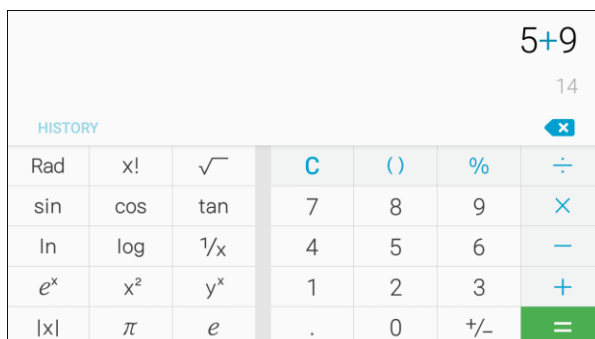 5+9
14
HISTORY
Rad x! √ C ( ) % ÷
sin cos tan 7 8 9 ×
ln log 1/x 4 5 6 −
eˣ x² yˣ 1 2 3 +
|x| π e . 0 +/− =